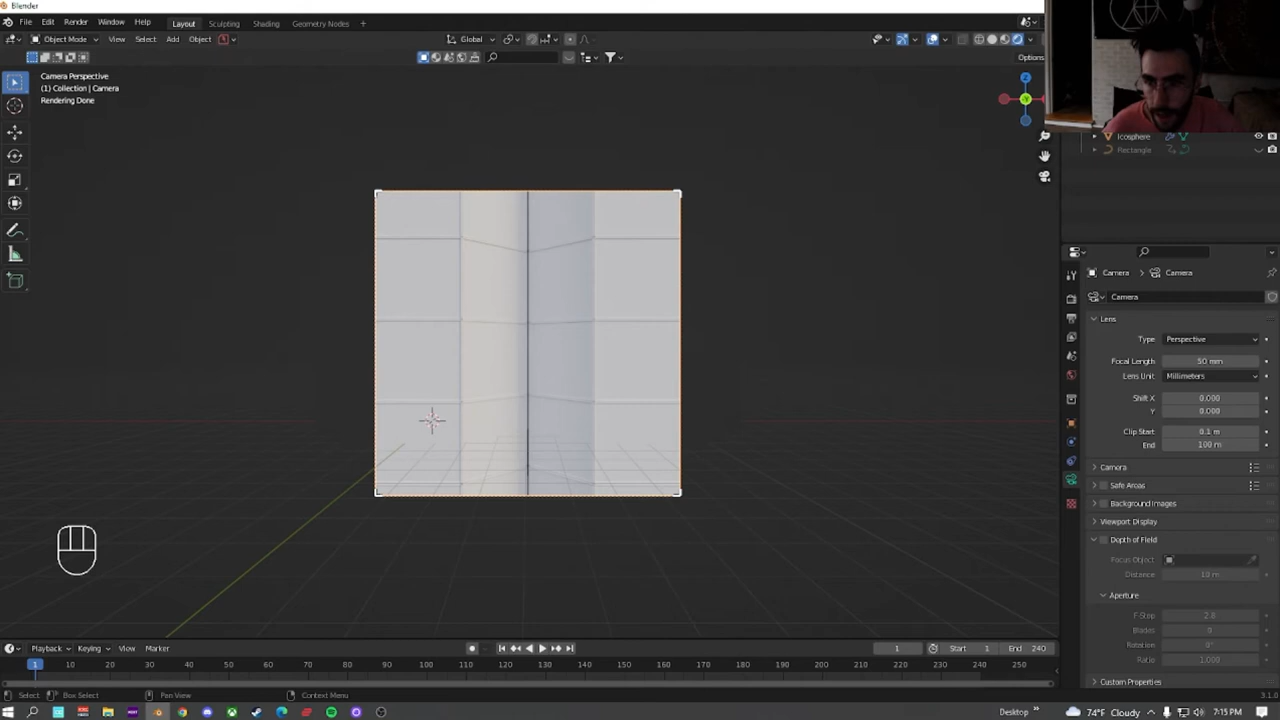 Blender
File Edit Render Window Help
Layout Sculpting Shading Geometry Nodes +
Object Mode View Select Add Object
Global
Options
Camera Perspective
(1) Collection | Camera
Rendering Done
Z
Y
Icosphere
Rectangle
Camera > Camera
Camera
Lens
Type Perspective
Focal Length 50 mm
Lens Unit Millimeters
Shift X 0.000
Y 0.000
Clip Start 0.1 m
End 100 m
Camera
Safe Areas
Background Images
Viewport Display
Depth of Field
Focus Object
Distance 10 m
Aperture
F-Stop 2.8
Blades 0
Rotation 0°
Ratio 1.000
Custom Properties
Playback Keying View Marker
1 Start 1 End 240
1 10 20 30 40 50 60 70 80 90 100 110 120 130 140 150 160 170 180 190 200 210 220 230 240 250
Select Box Select Pan View Context Menu 3.1.0
Desktop 74°F Cloudy 7:15 PM